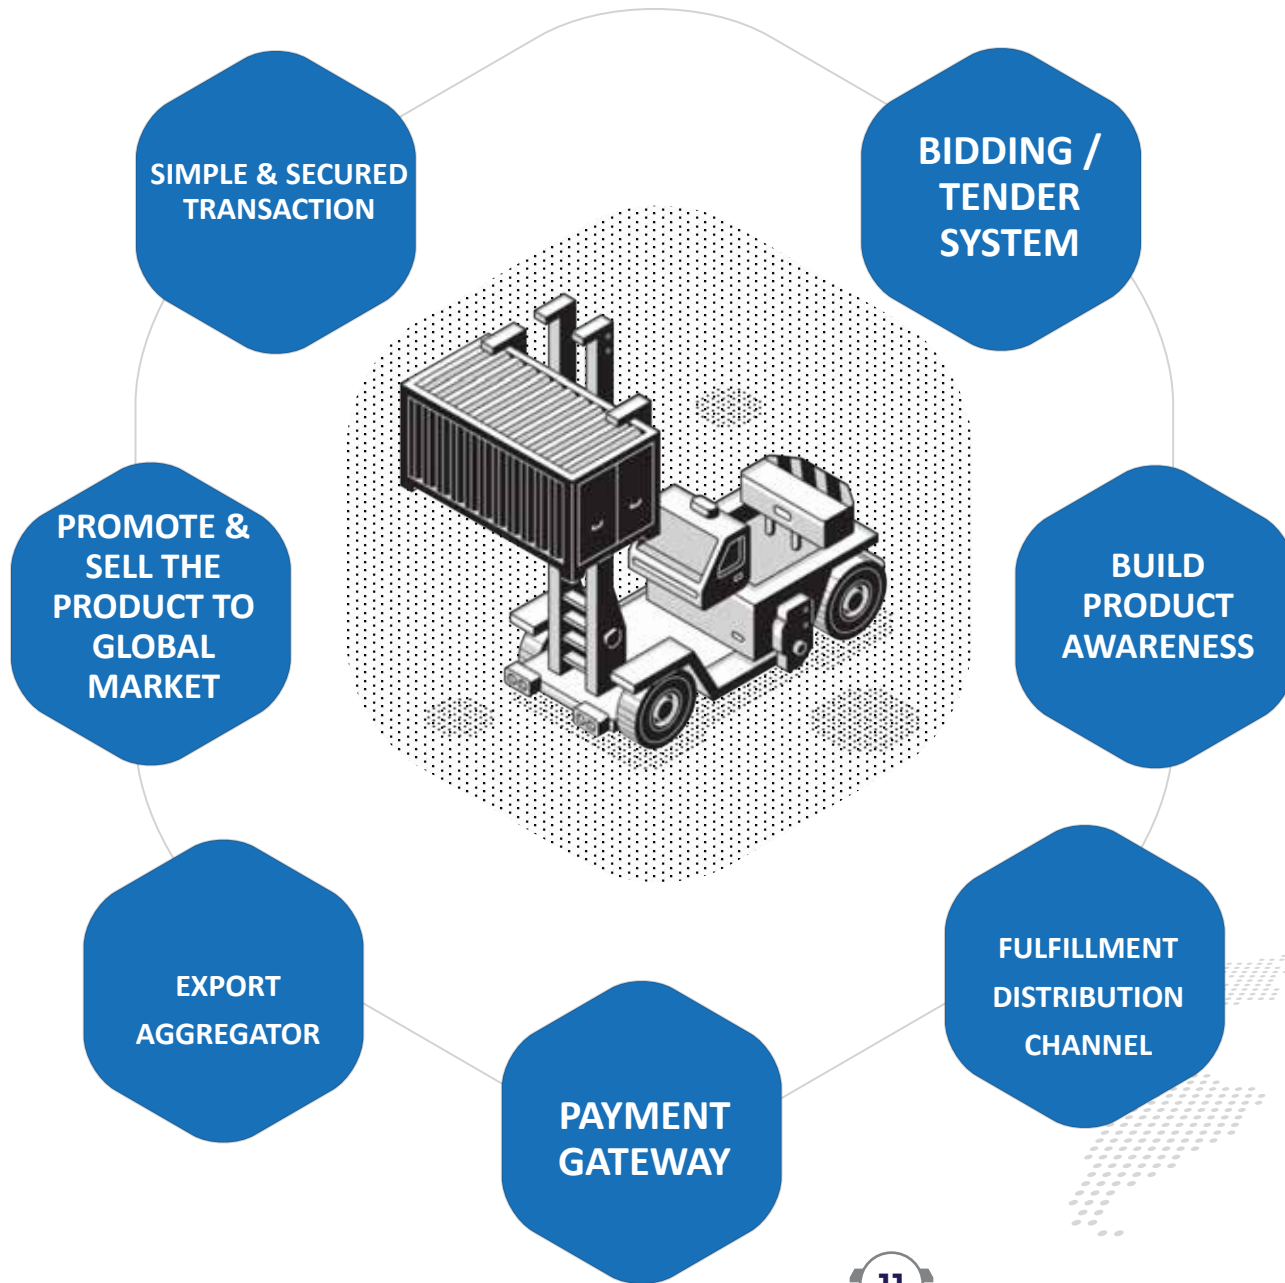 SIMPLE & SECURED
TRANSACTION
BIDDING /
TENDER
SYSTEM
PROMOTE &
SELL THE
PRODUCT TO
GLOBAL
MARKET
BUILD
PRODUCT
AWARENESS
EXPORT
AGGREGATOR
FULFILLMENT
DISTRIBUTION
CHANNEL
PAYMENT
GATEWAY
11